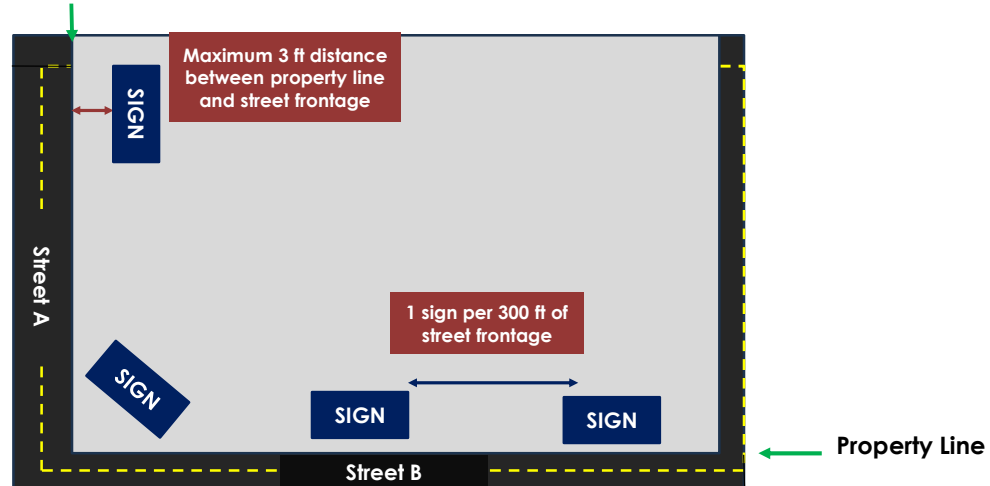 Maximum 3 ft distance
between property line
and street frontage
SIGN
Street A
1 sign per 300 ft of
street frontage
SIGN
SIGN
SIGN
Property Line
Street B